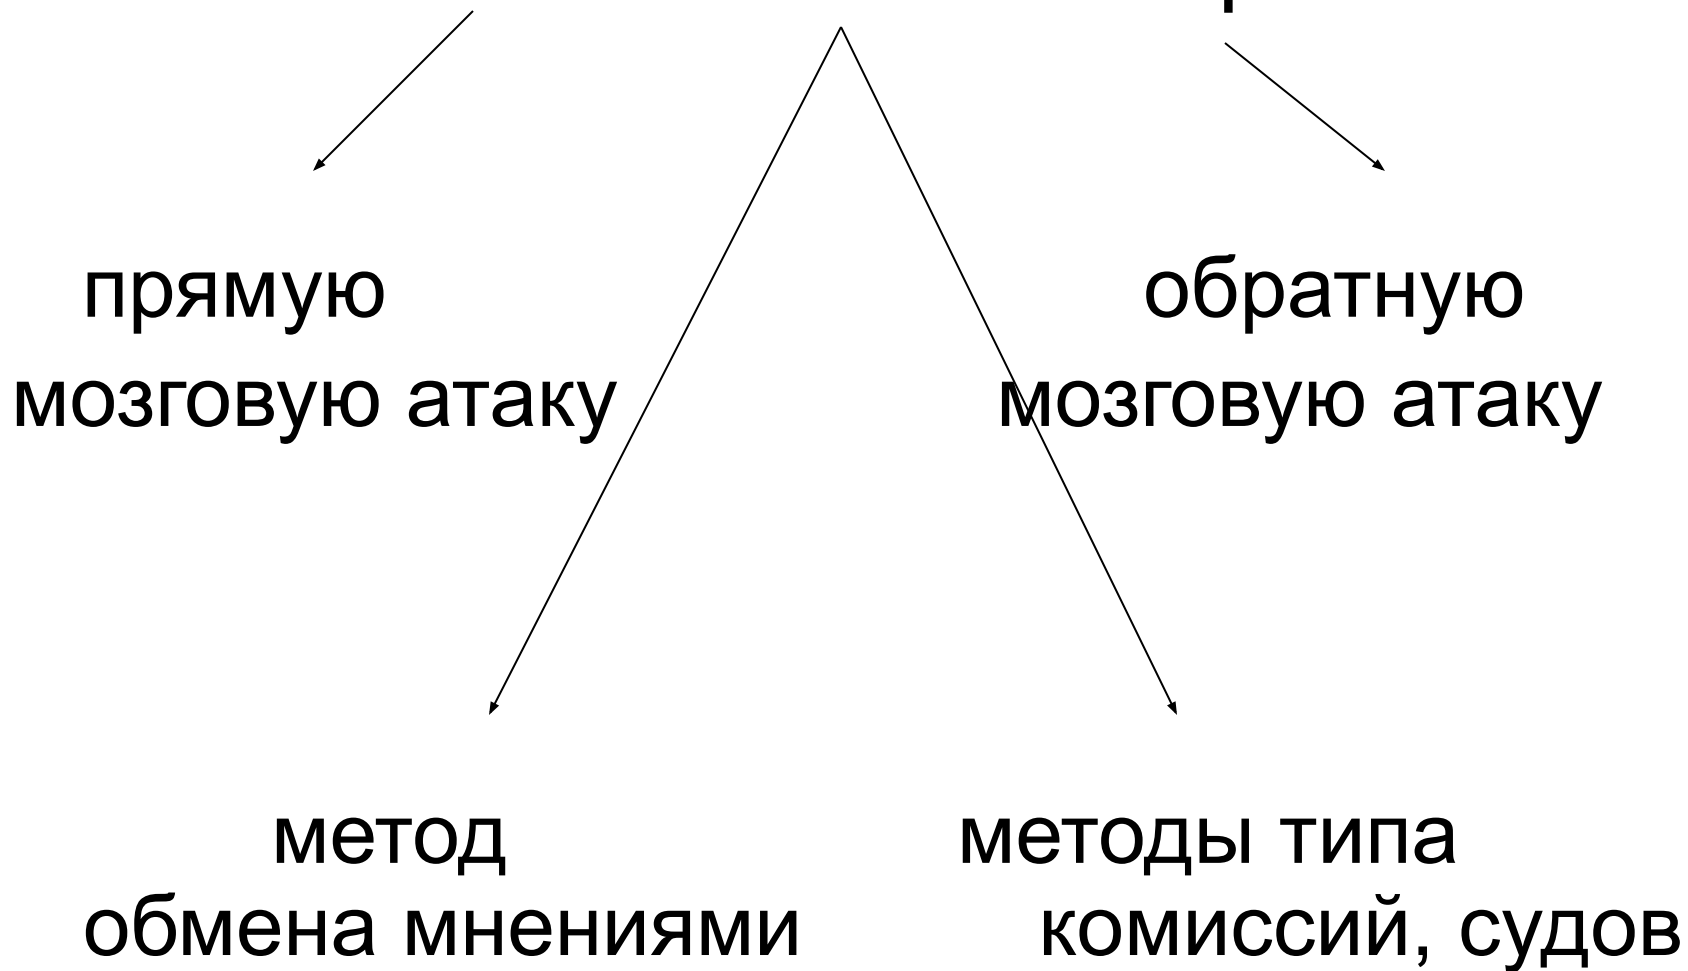 прямую
обратную
мозговую атаку
мозговую атаку
метод
методы типа
обмена мнениями
комиссий, судов